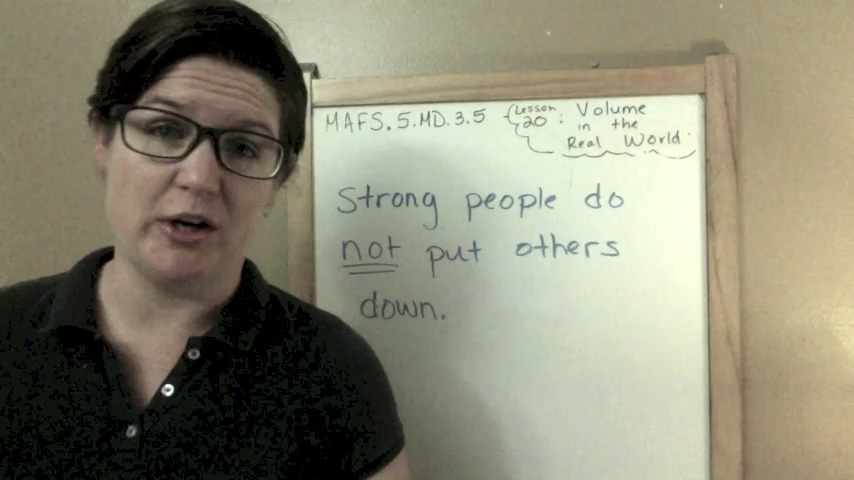 MAFS.5.MD.3.5
Lesson
20 : Volume
in the
Real World.
Strong people do
not put others
down.